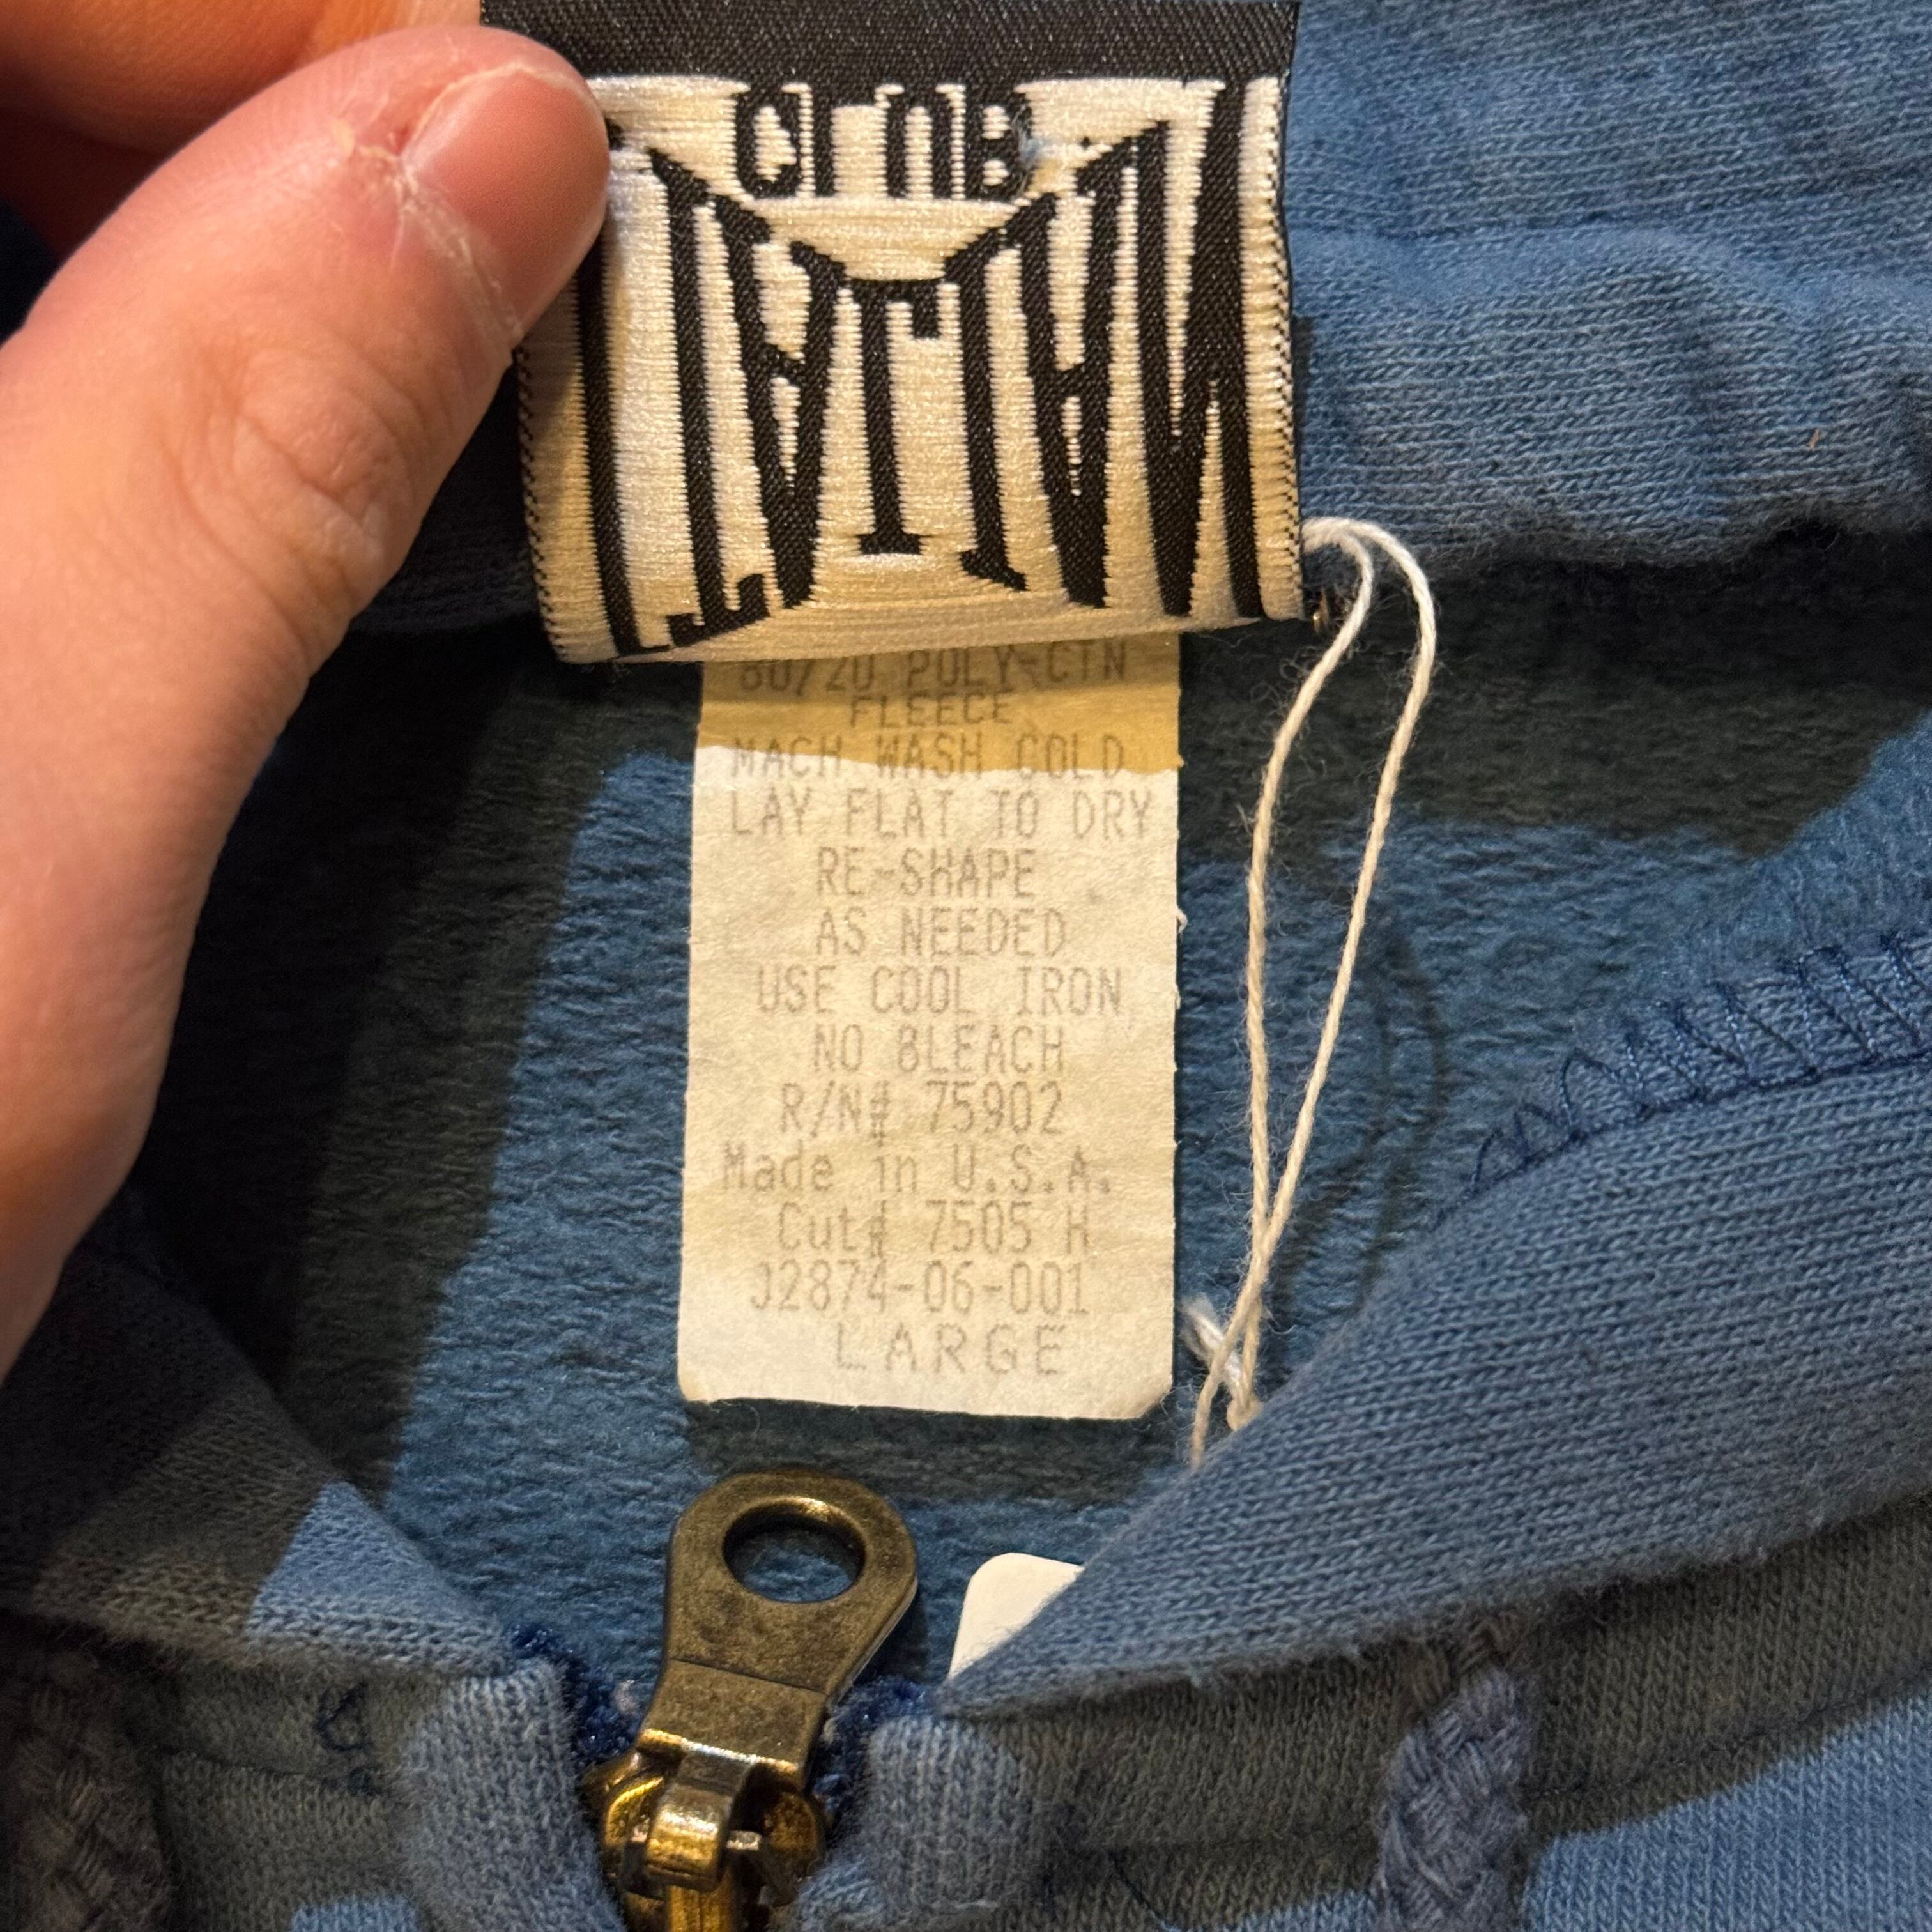 CLUB
80/20 POLY-CTN
FLEECE
MACH WASH COLD
LAY FLAT TO DRY
RE-SHAPE
AS NEEDED
USE COOL IRON
NO BLEACH
R/N# 75902
Made in U.S.A.
Cut# 7505 H
J2874-06-001
LARGE